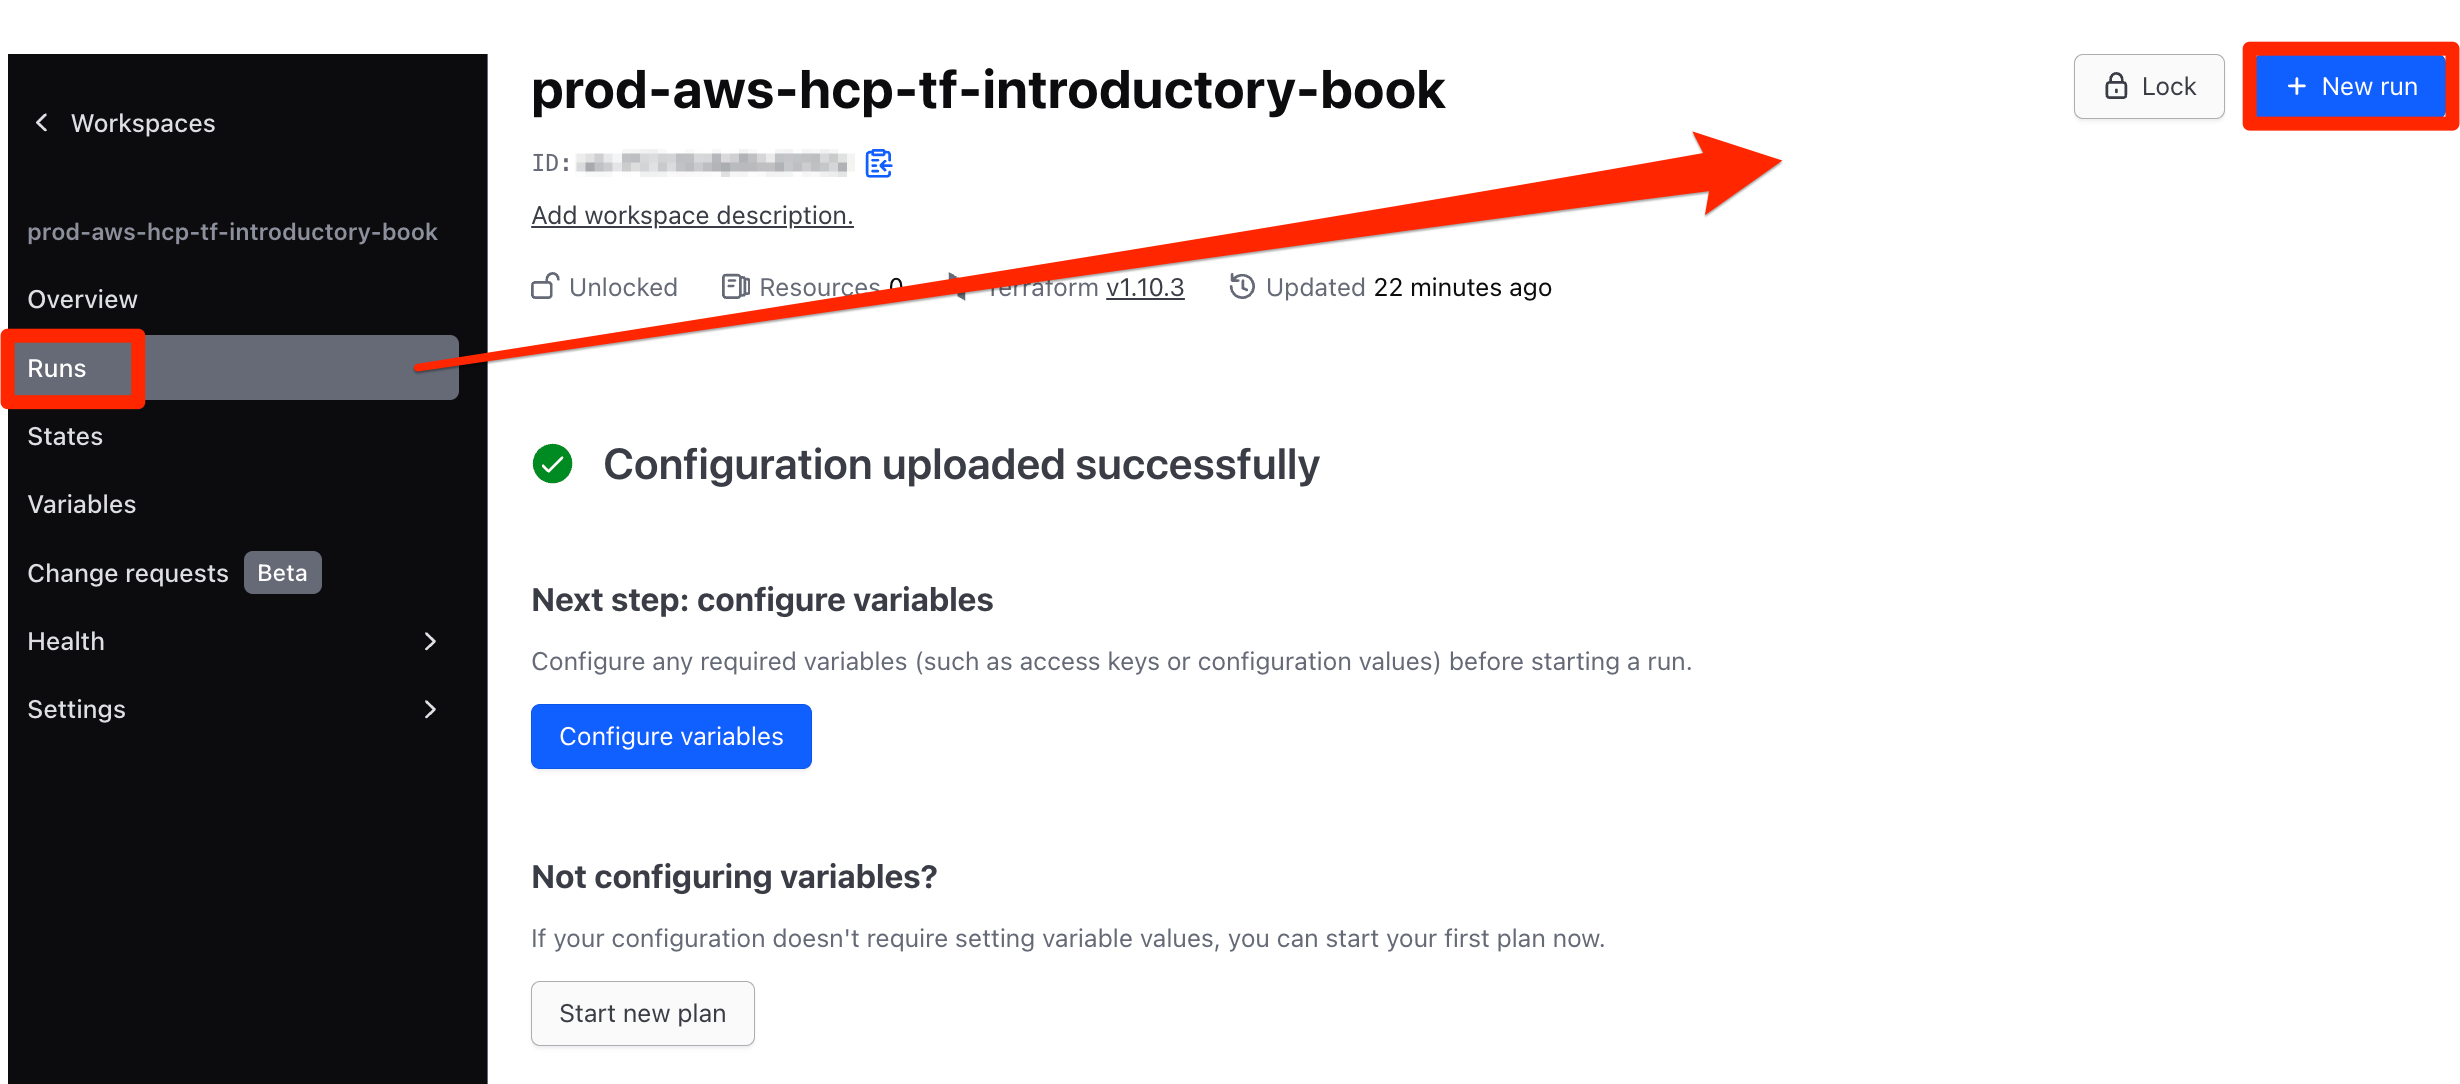 Workspaces
prod-aws-hcp-tf-introductory-book
Overview
Runs
States
Variables
Change requests Beta
Health
Settings
prod-aws-hcp-tf-introductory-book
Lock
+ New run
ID:
Add workspace description.
Unlocked Resources 0 Terraform v1.10.3 Updated 22 minutes ago
Configuration uploaded successfully
Next step: configure variables
Configure any required variables (such as access keys or configuration values) before starting a run.
Configure variables
Not configuring variables?
If your configuration doesn't require setting variable values, you can start your first plan now.
Start new plan